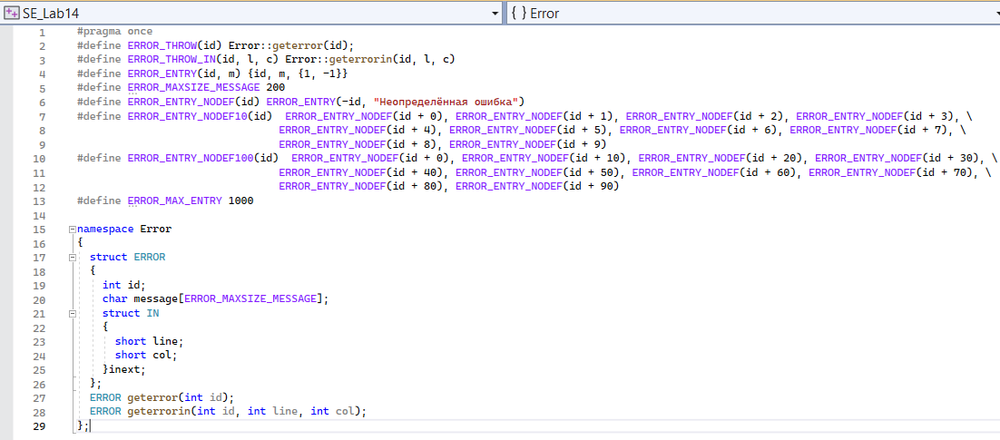 SE_Lab14 {} Error
1 #pragma once
2 #define ERROR_THROW(id) Error::geterror(id);
3 #define ERROR_THROW_IN(id, l, c) Error::geterrorin(id, l, c)
4 #define ERROR_ENTRY(id, m) {id, m, {1, -1}}
5 #define ERROR_MAXSIZE_MESSAGE 200
6 #define ERROR_ENTRY_NODEF(id) ERROR_ENTRY(-id, "Неопределённая ошибка")
7 #define ERROR_ENTRY_NODEF10(id)  ERROR_ENTRY_NODEF(id + 0), ERROR_ENTRY_NODEF(id + 1), ERROR_ENTRY_NODEF(id + 2), ERROR_ENTRY_NODEF(id + 3), \
8 ERROR_ENTRY_NODEF(id + 4), ERROR_ENTRY_NODEF(id + 5), ERROR_ENTRY_NODEF(id + 6), ERROR_ENTRY_NODEF(id + 7), \
9 ERROR_ENTRY_NODEF(id + 8), ERROR_ENTRY_NODEF(id + 9)
10 #define ERROR_ENTRY_NODEF100(id)  ERROR_ENTRY_NODEF(id + 0), ERROR_ENTRY_NODEF(id + 10), ERROR_ENTRY_NODEF(id + 20), ERROR_ENTRY_NODEF(id + 30), \
11 ERROR_ENTRY_NODEF(id + 40), ERROR_ENTRY_NODEF(id + 50), ERROR_ENTRY_NODEF(id + 60), ERROR_ENTRY_NODEF(id + 70), \
12 ERROR_ENTRY_NODEF(id + 80), ERROR_ENTRY_NODEF(id + 90)
13 #define ERROR_MAX_ENTRY 1000
14
15 namespace Error
16 {
17 struct ERROR
18 {
19 int id;
20 char message[ERROR_MAXSIZE_MESSAGE];
21 struct IN
22 {
23 short line;
24 short col;
25 }inext;
26 };
27 ERROR geterror(int id);
28 ERROR geterrorin(int id, int line, int col);
29 };